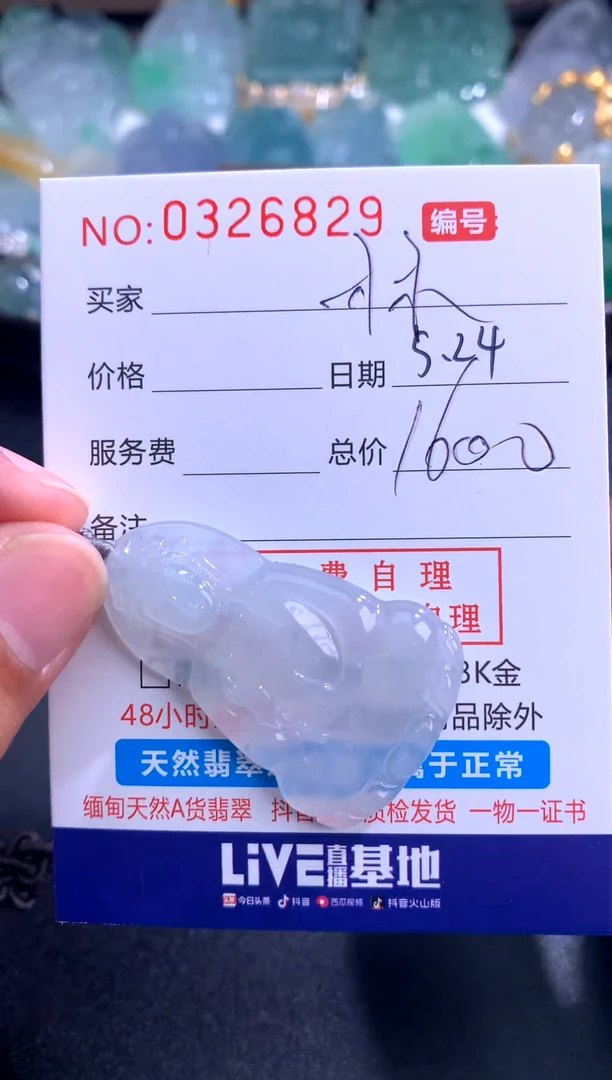 NO:0326829 编号
买家 林
价格 日期 5.24
服务费 总价 1600
备注
费自理
自理
K金
48小时 品除外
天然翡翠 属于正常
缅甸天然A货翡翠 抖音 质检发货 一物一证书
LiVE直播基地
今日头条 抖音 西瓜视频 抖音火山版